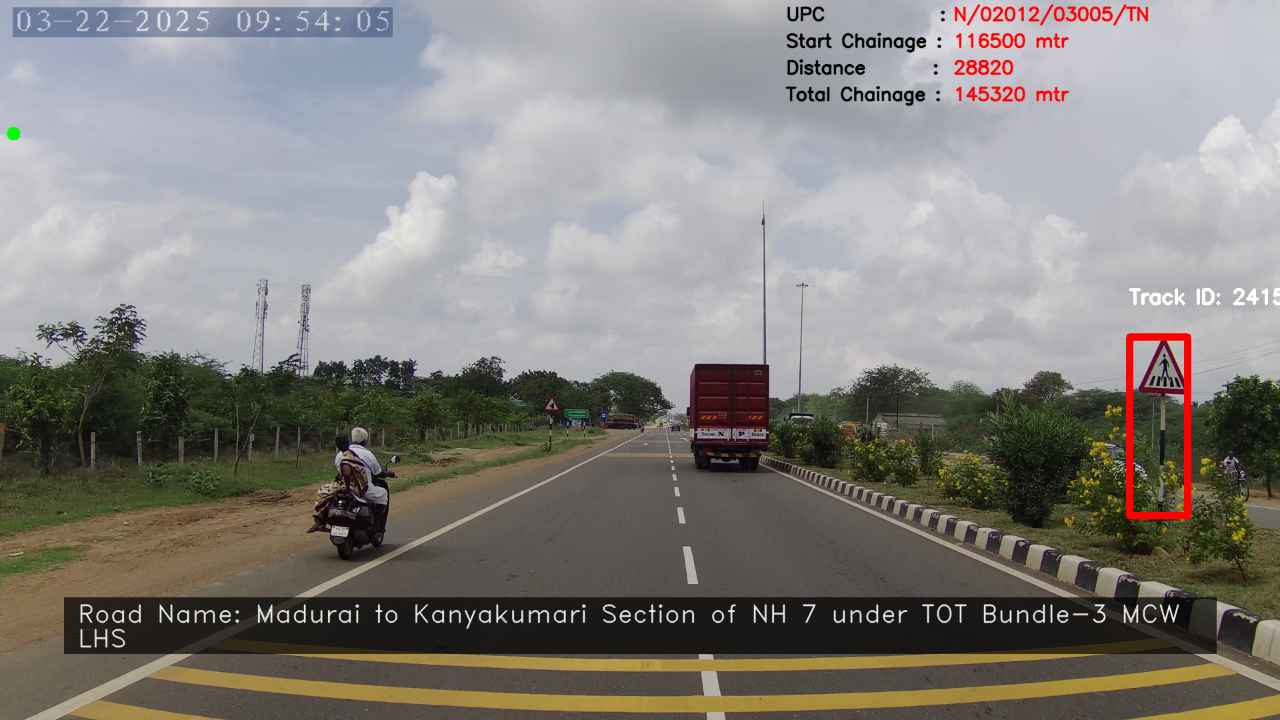 03-22-2025 09:54:05
UPC : N/02012/03005/TN
Start Chainage : 116500 mtr
Distance : 28820
Total Chainage : 145320 mtr
Track ID: 2415
Road Name: Madurai to Kanyakumari Section of NH 7 under TOT Bundle-3 MCW
LHS